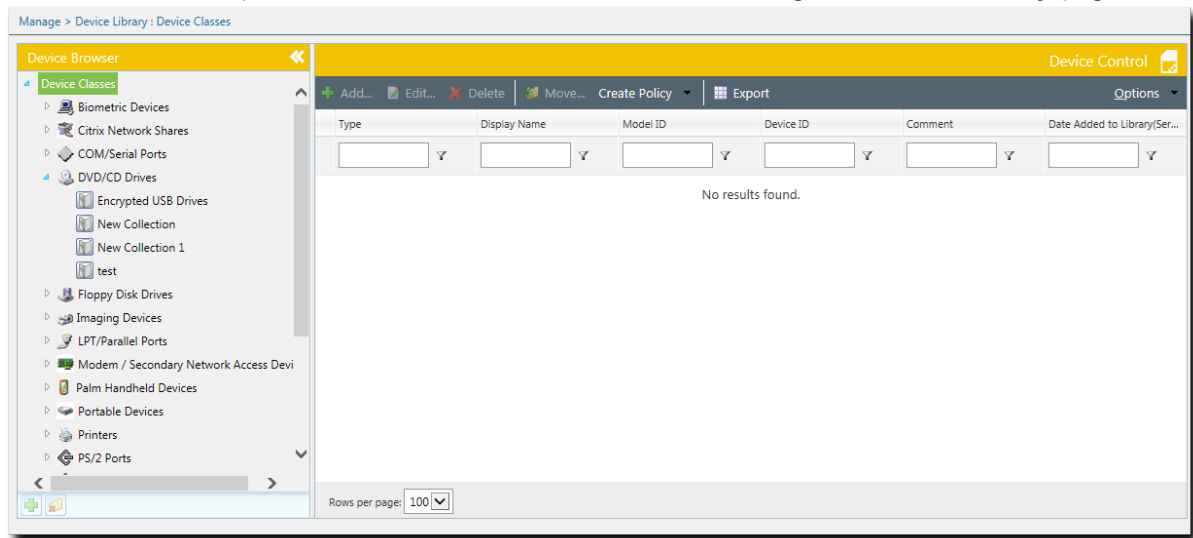 Manage > Device Library : Device Classes
Device Browser
Device Control
Device Classes
Biometric Devices
Citrix Network Shares
COM/Serial Ports
DVD/CD Drives
Encrypted USB Drives
New Collection
New Collection 1
test
Floppy Disk Drives
Imaging Devices
LPT/Parallel Ports
Modem / Secondary Network Access Devi
Palm Handheld Devices
Portable Devices
Printers
PS/2 Ports
Add... Edit... Delete Move... Create Policy Export Options
Type Display Name Model ID Device ID Comment Date Added to Library(Ser...
No results found.
Rows per page: 100